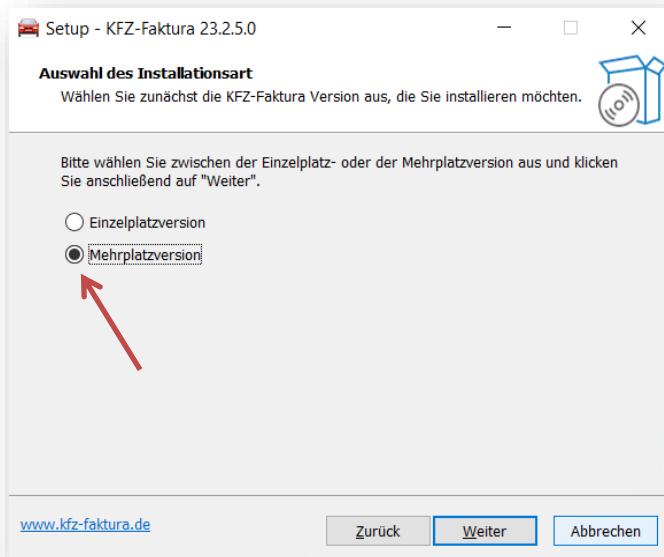 Setup - KFZ-Faktura 23.2.5.0
Auswahl des Installationsart
Wählen Sie zunächst die KFZ-Faktura Version aus, die Sie installieren möchten.
Bitte wählen Sie zwischen der Einzelplatz- oder der Mehrplatzversion aus und klicken
Sie anschließend auf "Weiter".
Einzelplatzversion
Mehrplatzversion
www.kfz-faktura.de
Zurück
Weiter
Abbrechen